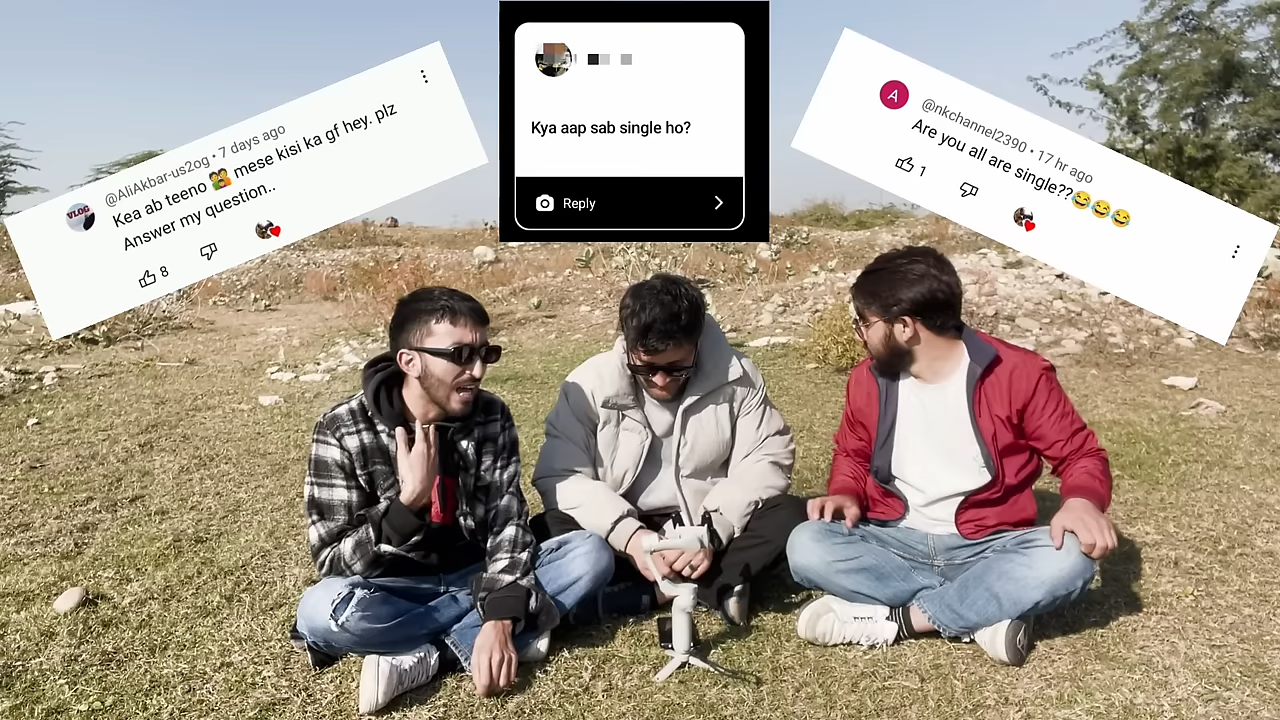 @AliAkbar-us2og • 7 days ago
Kea ab teeno 👨‍👩‍👧 mese kisi ka gf hey. plz
Answer my question..
8
VLOG
Kya aap sab single ho?
Reply
A
@nkchannel2390 • 17 hr ago
Are you all are single??😂😂😂
1